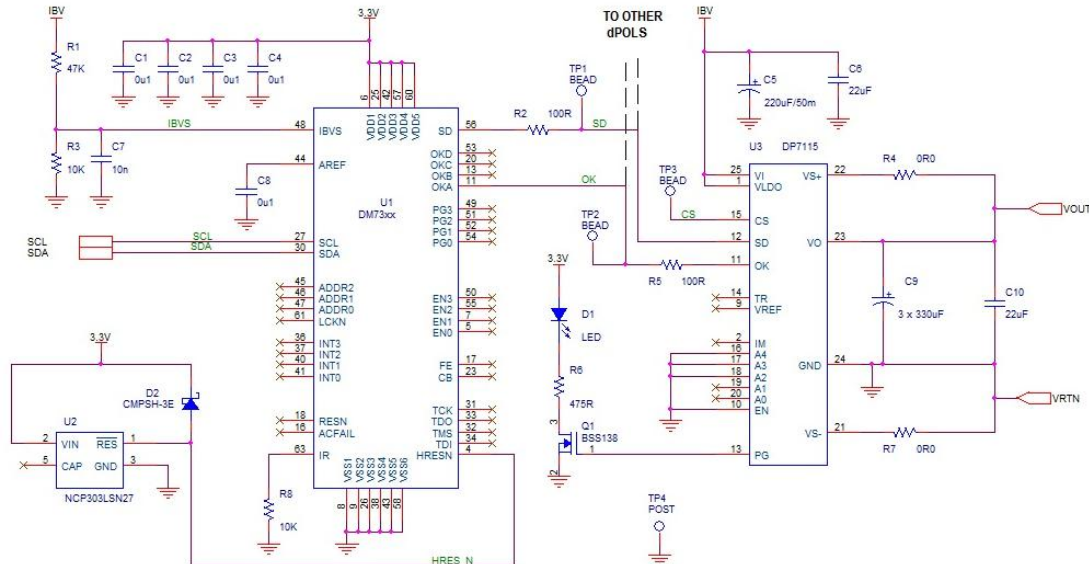 IBV
3.3V
TO OTHER
dPOLS
IBV
R1
47K
C1
0u1
C2
0u1
C3
0u1
C4
0u1
TP1
BEAD
C5
220uF/50m
C6
22uF
6
25
42
57
60
VDD1
VDD2
VDD3
VDD4
VDD5
R2
100R
IBVS
48
IBVS
SD
56
SD
R3
10K
C7
10n
44
AREF
OKD
53
OKC
20
OKB
13
OKA
11
OK
C8
0u1
U1
DM73xx
PG3
49
PG2
51
PG1
52
PG0
54
U3
DP7115
TP3
BEAD
25
VI
1
VLDO
VS+
22
R4
0R0
CS
15
CS
VOUT
TP2
BEAD
12
SD
VO
23
SCL
SDA
SCL
27
SCL
SDA
30
SDA
R5
100R
11
OK
3.3V
45
ADDR2
46
ADDR1
47
ADDR0
61
LCKN
EN3
50
EN2
55
EN1
7
EN0
5
14
TR
9
VREF
C9
3 x 330uF
C10
22uF
D1
LED
36
INT3
37
INT2
40
INT1
41
INT0
FE
17
CB
23
2
IM
16
A4
17
A3
18
A2
19
A1
20
A0
10
EN
GND
24
3.3V
R6
475R
D2
CMPSH-3E
VRTN
U2
18
RESN
16
ACFAIL
TCK
31
TDO
33
TMS
32
TDI
34
HRESN
4
3
Q1
BSS138
1
2
VS-
21
R7
0R0
2
VIN
RES
1
5
CAP
GND
3
NCP303LSN27
63
IR
13
PG
VSS1
VSS2
VSS3
VSS4
VSS5
VSS6
8
9
26
38
43
58
R8
10K
TP4
POST
HRES_N